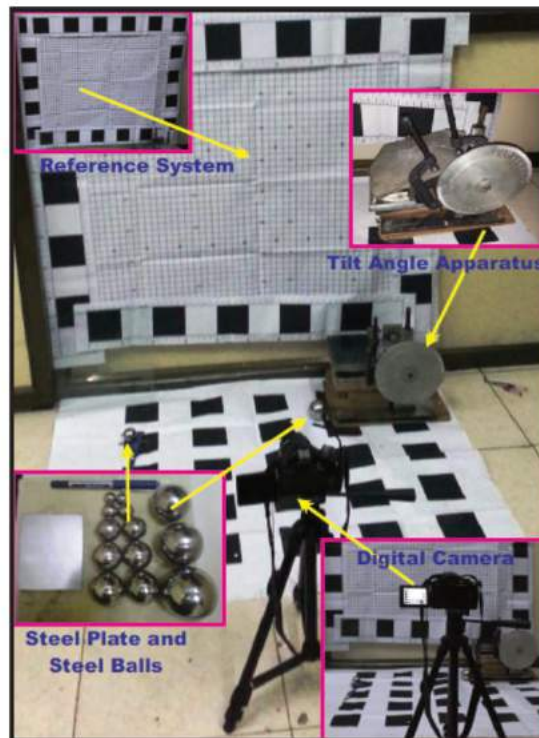 Reference System
Tilt Angle Apparatus
Digital Camera
Steel Plate and
Steel Balls